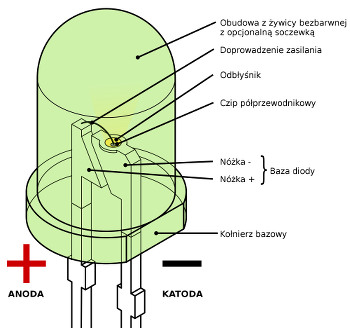 Obudowa z żywicy bezbarwnej
z opcjonalną soczewką
Doprowadzenie zasilania
Odbłyśnik
Czip półprzewodnikowy
Nóżka -
Nóżka +
Baza diody
Kołnierz bazowy
ANODA
KATODA